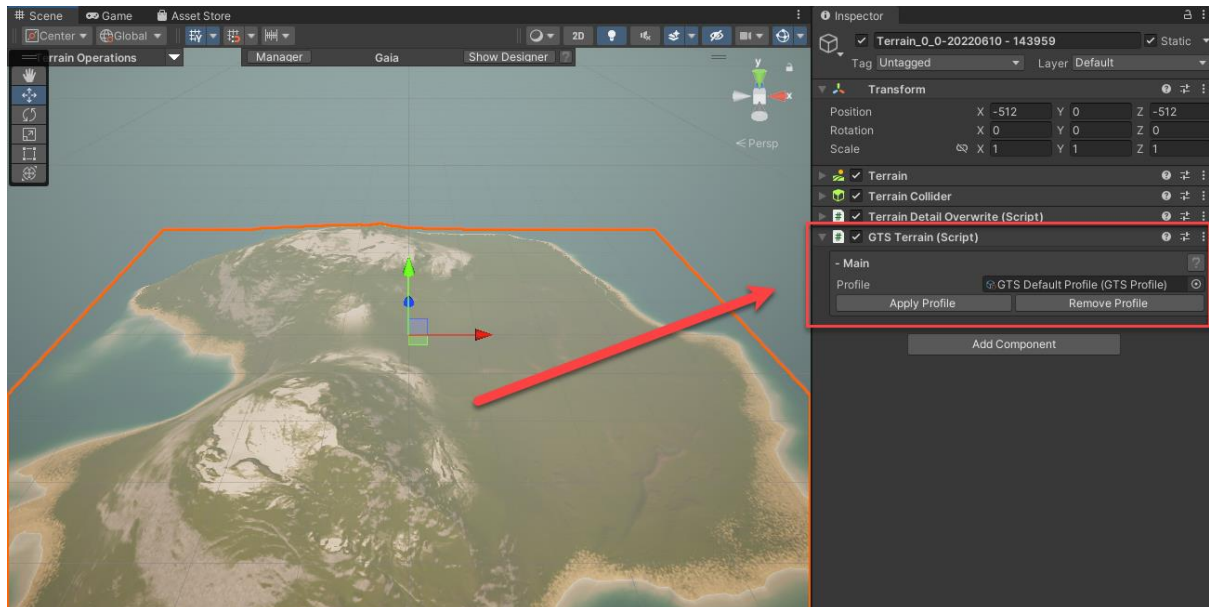 Scene Game Asset Store
Center Global 2D
errain Operations Manager Gaia Show Designer ?
y
x
< Persp
Inspector
Terrain_0_0-20220610 - 143959 Static
Tag Untagged Layer Default
Transform
Position X -512 Y 0 Z -512
Rotation X 0 Y 0 Z 0
Scale X 1 Y 1 Z 1
Terrain
Terrain Collider
# Terrain Detail Overwrite (Script)
# GTS Terrain (Script)
- Main ?
Profile GTS Default Profile (GTS Profile)
Apply Profile Remove Profile
Add Component